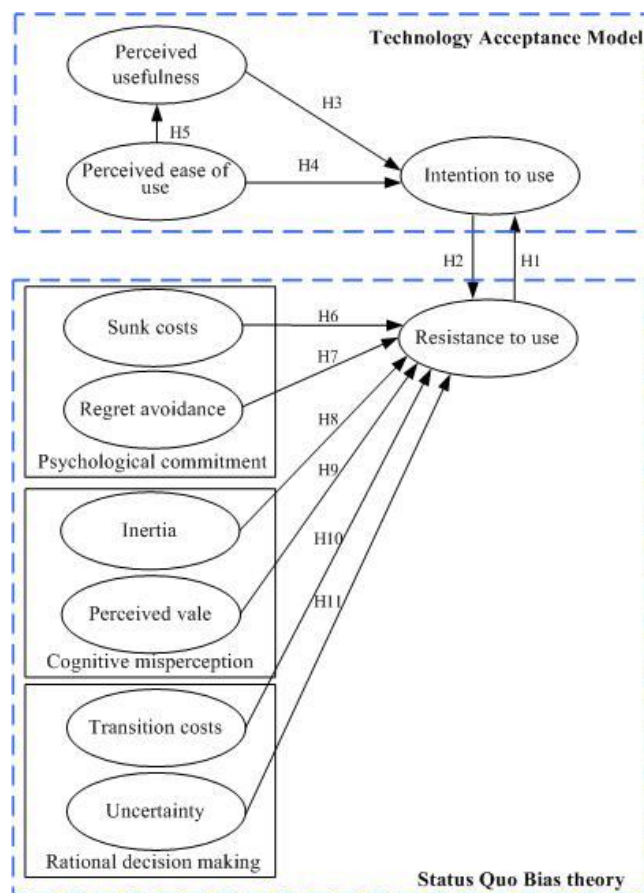 Technology Acceptance Model
Perceived
usefulness
H3
H5
Perceived ease of
use
H4
Intention to use
H2
H1
Sunk costs
H6
Resistance to use
H7
Regret avoidance
Psychological commitment
H8
H9
Inertia
H10
Perceived vale
H11
Cognitive misperception
Transition costs
Uncertainty
Rational decision making
Status Quo Bias theory